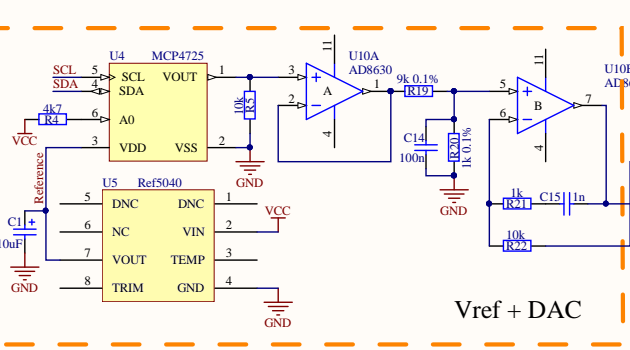 U4 MCP4725
SCL 5 SCL VOUT 1
SDA 4 SDA
4k7
R4 6 A0
VCC
3 VDD VSS 2
10k
R5
GND
11
U10A
AD8630
3
2
A
1
4
9k 0.1%
R19
C14
100n
R20
1k 0.1%
GND
11
5
6
B
7
4
Reference
U5 Ref5040
5 DNC DNC 1
6 NC VIN 2
VCC
7 VOUT TEMP 3
8 TRIM GND 4
GND
C1
10uF
GND
1k
R21
C15 1n
10k
R22
Vref + DAC